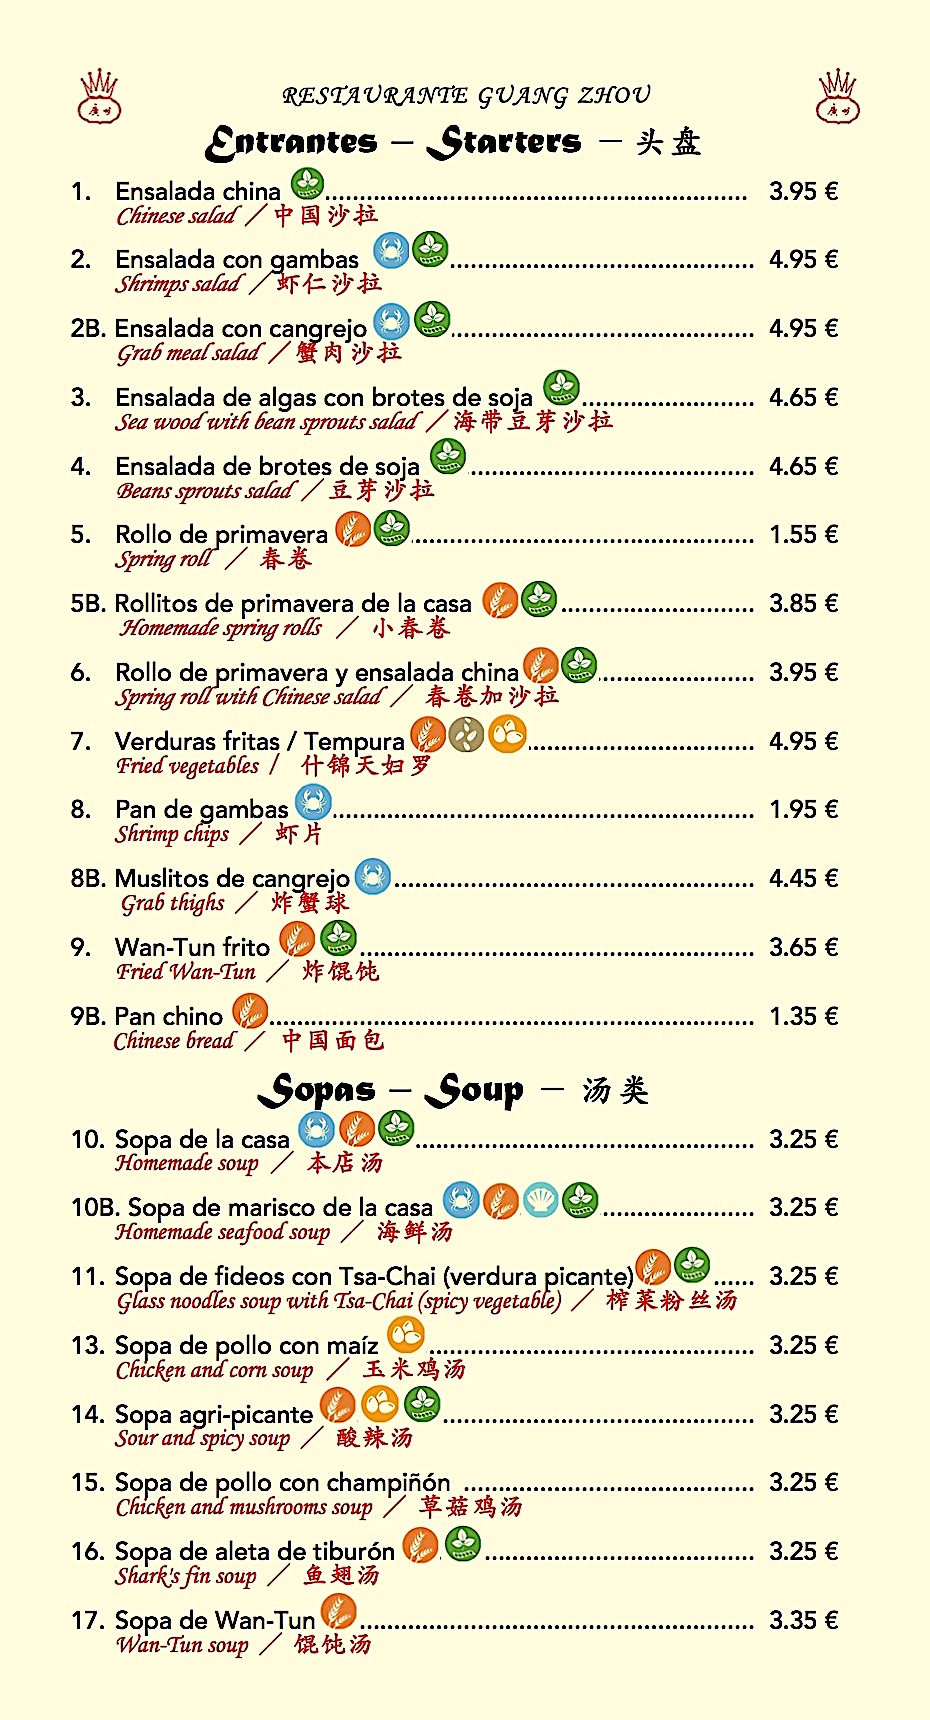 RESTAURANTE GUANG ZHOU
Entrantes – Starters – 头盘
1. Ensalada china 3.95 €
Chinese salad / 中国沙拉
2. Ensalada con gambas 4.95 €
Shrimps salad / 虾仁沙拉
2B. Ensalada con cangrejo 4.95 €
Grab meal salad / 蟹肉沙拉
3. Ensalada de algas con brotes de soja 4.65 €
Sea wood with bean sprouts salad / 海带豆芽沙拉
4. Ensalada de brotes de soja 4.65 €
Beans sprouts salad / 豆芽沙拉
5. Rollo de primavera 1.55 €
Spring roll / 春卷
5B. Rollitos de primavera de la casa 3.85 €
Homemade spring rolls / 小春卷
6. Rollo de primavera y ensalada china 3.95 €
Spring roll with Chinese salad / 春卷加沙拉
7. Verduras fritas / Tempura 4.95 €
Fried vegetables / 什锦天妇罗
8. Pan de gambas 1.95 €
Shrimp chips / 虾片
8B. Muslitos de cangrejo 4.45 €
Grab thighs / 炸蟹球
9. Wan-Tun frito 3.65 €
Fried Wan-Tun / 炸馄饨
9B. Pan chino 1.35 €
Chinese bread / 中国面包
Sopas – Soup – 汤类
10. Sopa de la casa 3.25 €
Homemade soup / 本店汤
10B. Sopa de marisco de la casa 3.25 €
Homemade seafood soup / 海鲜汤
11. Sopa de fideos con Tsa-Chai (verdura picante) 3.25 €
Glass noodles soup with Tsa-Chai (spicy vegetable) / 榨菜粉丝汤
13. Sopa de pollo con maíz 3.25 €
Chicken and corn soup / 玉米鸡汤
14. Sopa agri-picante 3.25 €
Sour and spicy soup / 酸辣汤
15. Sopa de pollo con champiñón 3.25 €
Chicken and mushrooms soup / 草菇鸡汤
16. Sopa de aleta de tiburón 3.25 €
Shark's fin soup / 鱼翅汤
17. Sopa de Wan-Tun 3.35 €
Wan-Tun soup / 馄饨汤